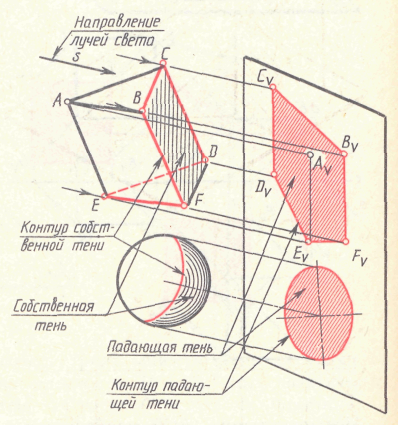 Направление
лучей света
s
C
A
B
D
E
F
Cv
Bv
Av
Dv
Ev
Fv
Контур собст-
венной тени
Собственная
тень
Падающая тень
Контур падаю-
щей тени